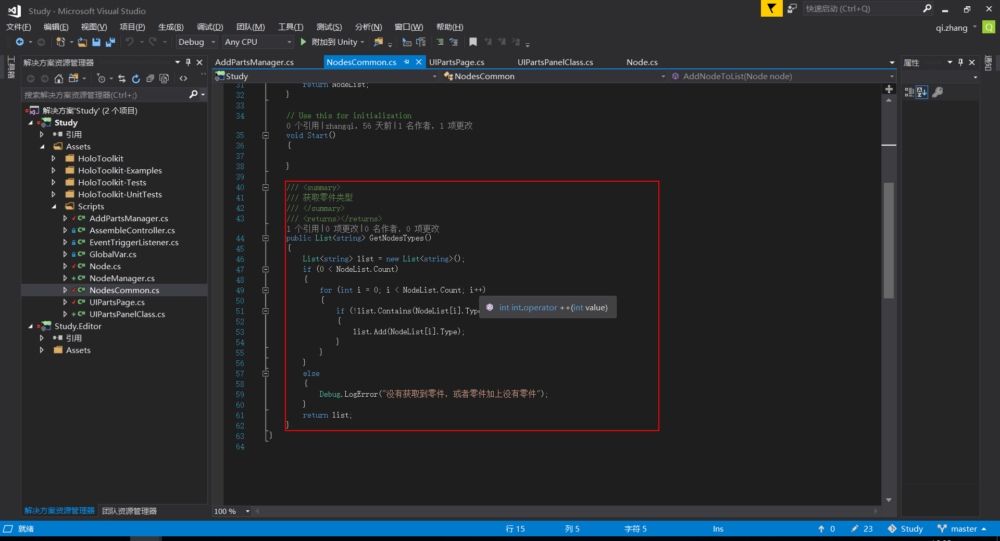 Study - Microsoft Visual Studio
快速启动 (Ctrl+Q)
文件(F) 编辑(E) 视图(V) 项目(P) 生成(B) 调试(D) 团队(M) 工具(T) 测试(S) 分析(N) 窗口(W) 帮助(H)
qi.zhang Q
Debug Any CPU 附加到 Unity
工具箱
解决方案资源管理器
搜索解决方案资源管理器(Ctrl+;)
解决方案'Study' (2 个项目)
Study
引用
Assets
HoloToolkit
HoloToolkit-Examples
HoloToolkit-Tests
HoloToolkit-UnitTests
Scripts
C# AddPartsManager.cs
C# AssembleController.cs
C# EventTriggerListener.cs
C# GlobalVar.cs
C# Node.cs
C# NodeManager.cs
C# NodesCommon.cs
C# UIPartsPage.cs
C# UIPartsPanelClass.cs
Study.Editor
引用
Assets
解决方案资源管理器 团队资源管理器
AddPartsManager.cs NodesCommon.cs UIPartsPage.cs UIPartsPanelClass.cs Node.cs
Study NodesCommon AddNodeToList(Node node)
31 return NodeList;
32 }
33
34 // Use this for initialization
0 个引用|zhangqi，56 天前|1 名作者，1 项更改
35 void Start()
36 {
37
38 }
39
40 /// <summary>
41 /// 获取零件类型
42 /// </summary>
43 /// <returns></returns>
1 个引用|0 项更改|0 名作者，0 项更改
44 public List<string> GetNodesTypes()
45 {
46 List<string> list = new List<string>();
47 if (0 < NodeList.Count)
48 {
49 for (int i = 0; i < NodeList.Count; i++)
50 {
51 if (!list.Contains(NodeList[i].Typ
int int.operator ++(int value)
52 {
53 list.Add(NodeList[i].Type);
54 }
55 }
56 }
57 else
58 {
59 Debug.LogError("没有获取到零件，或者零件加上没有零件");
60 }
61 return list;
62 }
63 }
64
100 %
属性
通知
就绪 行 15 列 5 字符 5 Ins 0 23 Study master